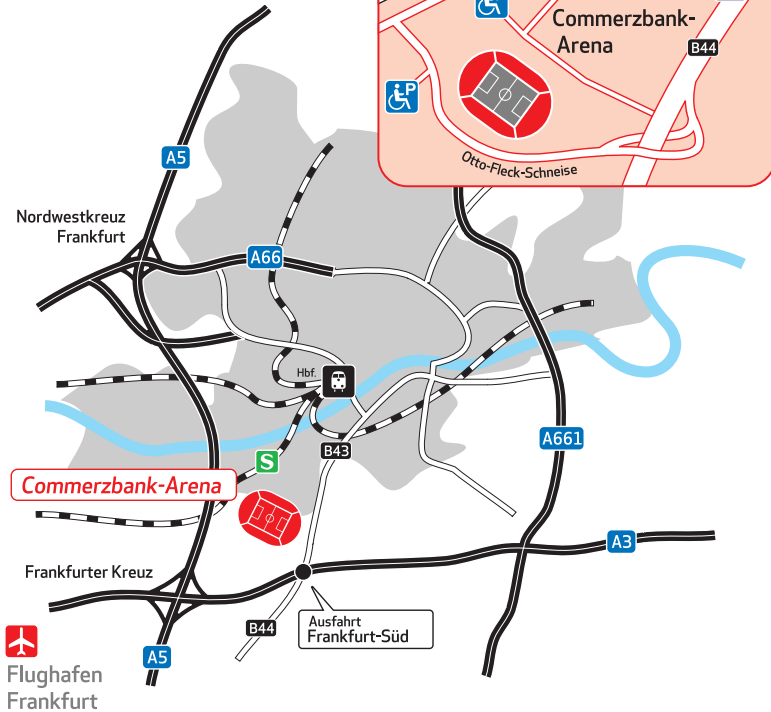 Commerzbank-
Arena
B44
P
Otto-Fleck-Schneise
A5
Nordwestkreuz
Frankfurt
A66
Hbf.
A661
B43
S
Commerzbank-Arena
A3
Frankfurter Kreuz
Ausfahrt
Frankfurt-Süd
B44
A5
Flughafen
Frankfurt